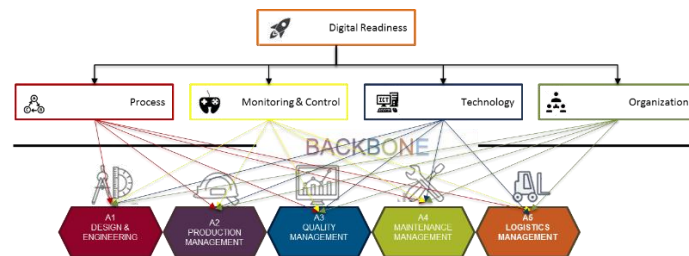 Digital Readiness
Process
Monitoring & Control
Technology
Organization
ICT
BACKBONE
A1
DESIGN &
ENGINEERING
A2
PRODUCTION
MANAGEMENT
A3
QUALITY
MANAGEMENT
A4
MAINTENANCE
MANAGEMENT
A5
LOGISTICS
MANAGEMENT